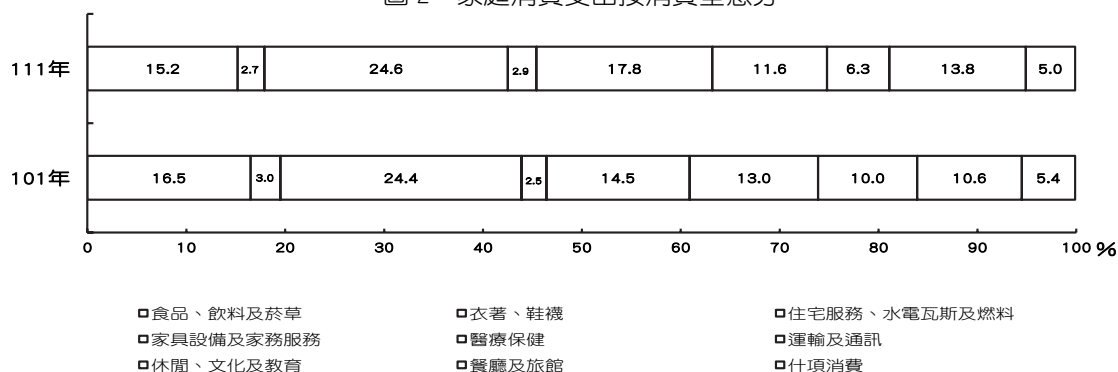 111年 15.2 2.7 24.6 2.9 17.8 11.6 6.3 13.8 5.0
101年 16.5 3.0 24.4 2.5 14.5 13.0 10.0 10.6 5.4
0 10 20 30 40 50 60 70 80 90 100 %
食品、飲料及菸草 衣著、鞋襪 住宅服務、水電瓦斯及燃料
家具設備及家務服務 醫療保健 運輸及通訊
休閒、文化及教育 餐廳及旅館 什項消費